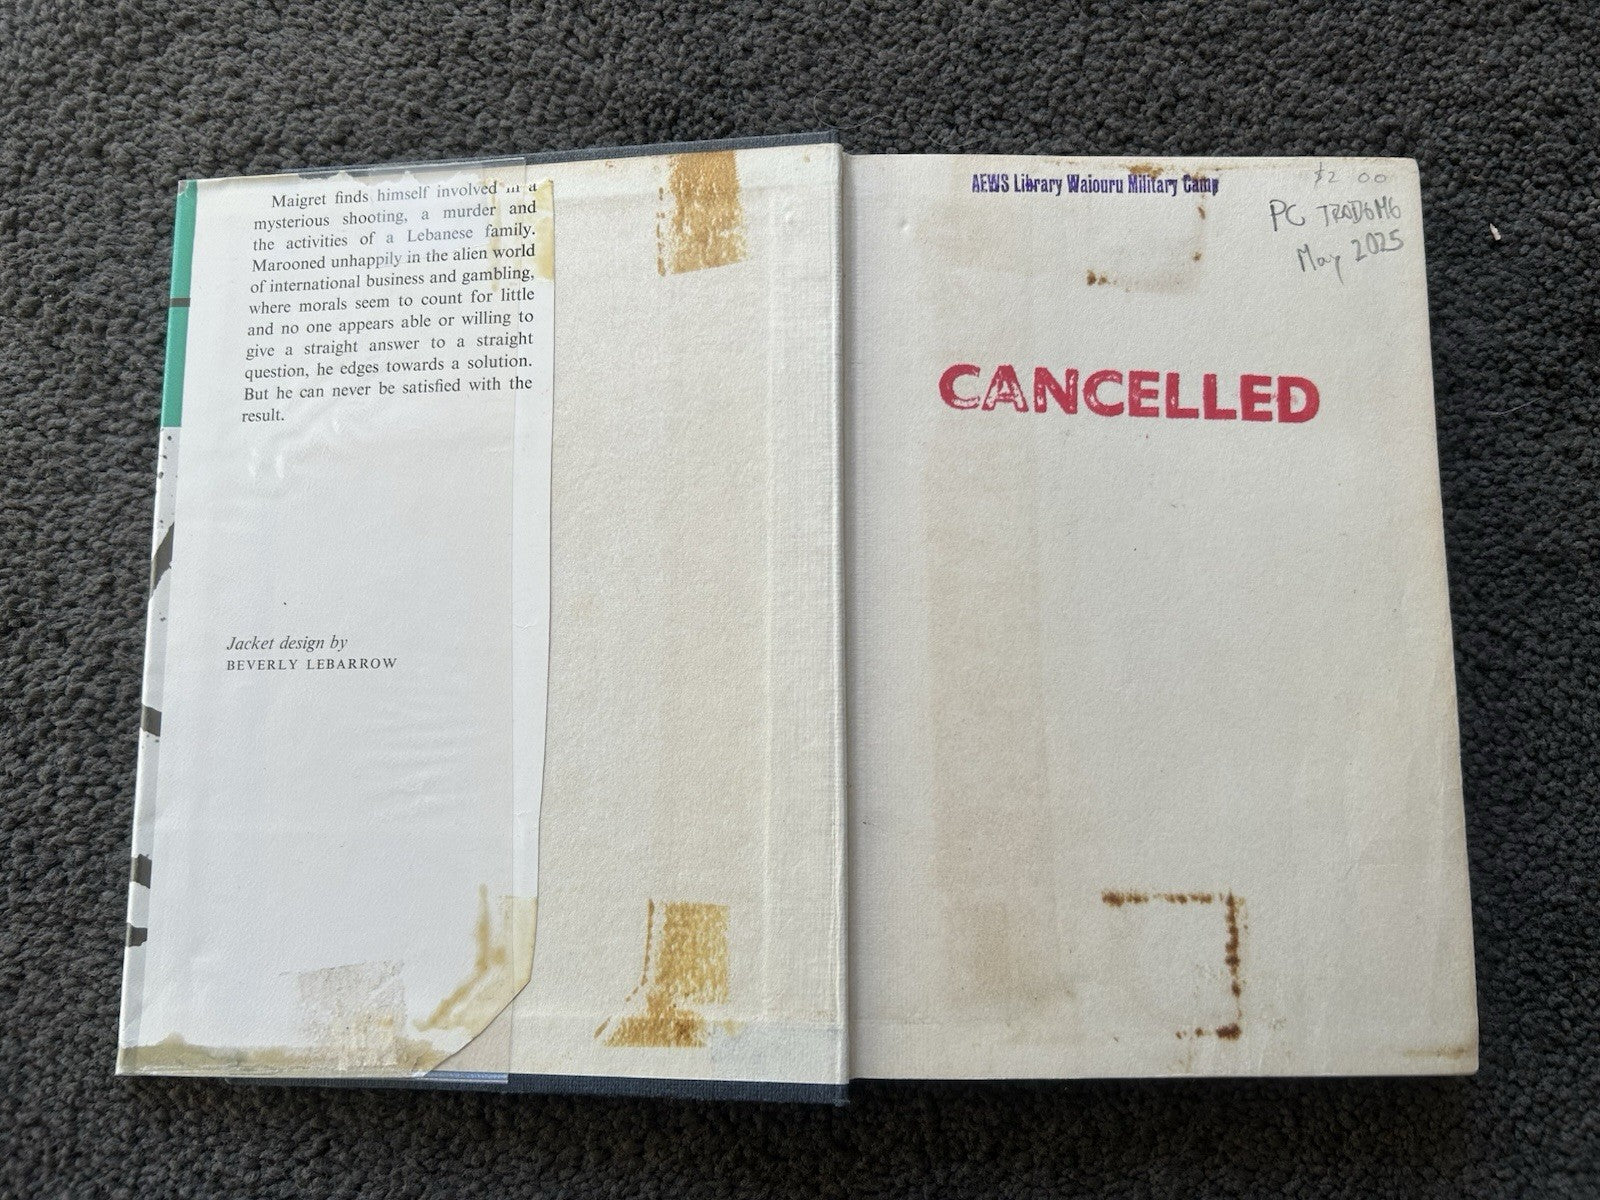 Maigret finds himself involved in a
mysterious shooting, a murder and
the activities of a Lebanese family.
Marooned unhappily in the alien world
of international business and gambling,
where morals seem to count for little
and no one appears able or willing to
give a straight answer to a straight
question, he edges towards a solution.
But he can never be satisfied with the
result.
Jacket design by
BEVERLY LEBARROW
AEWS Library Waiouru Military Camp
$2 00
PC
May 2025
CANCELLED